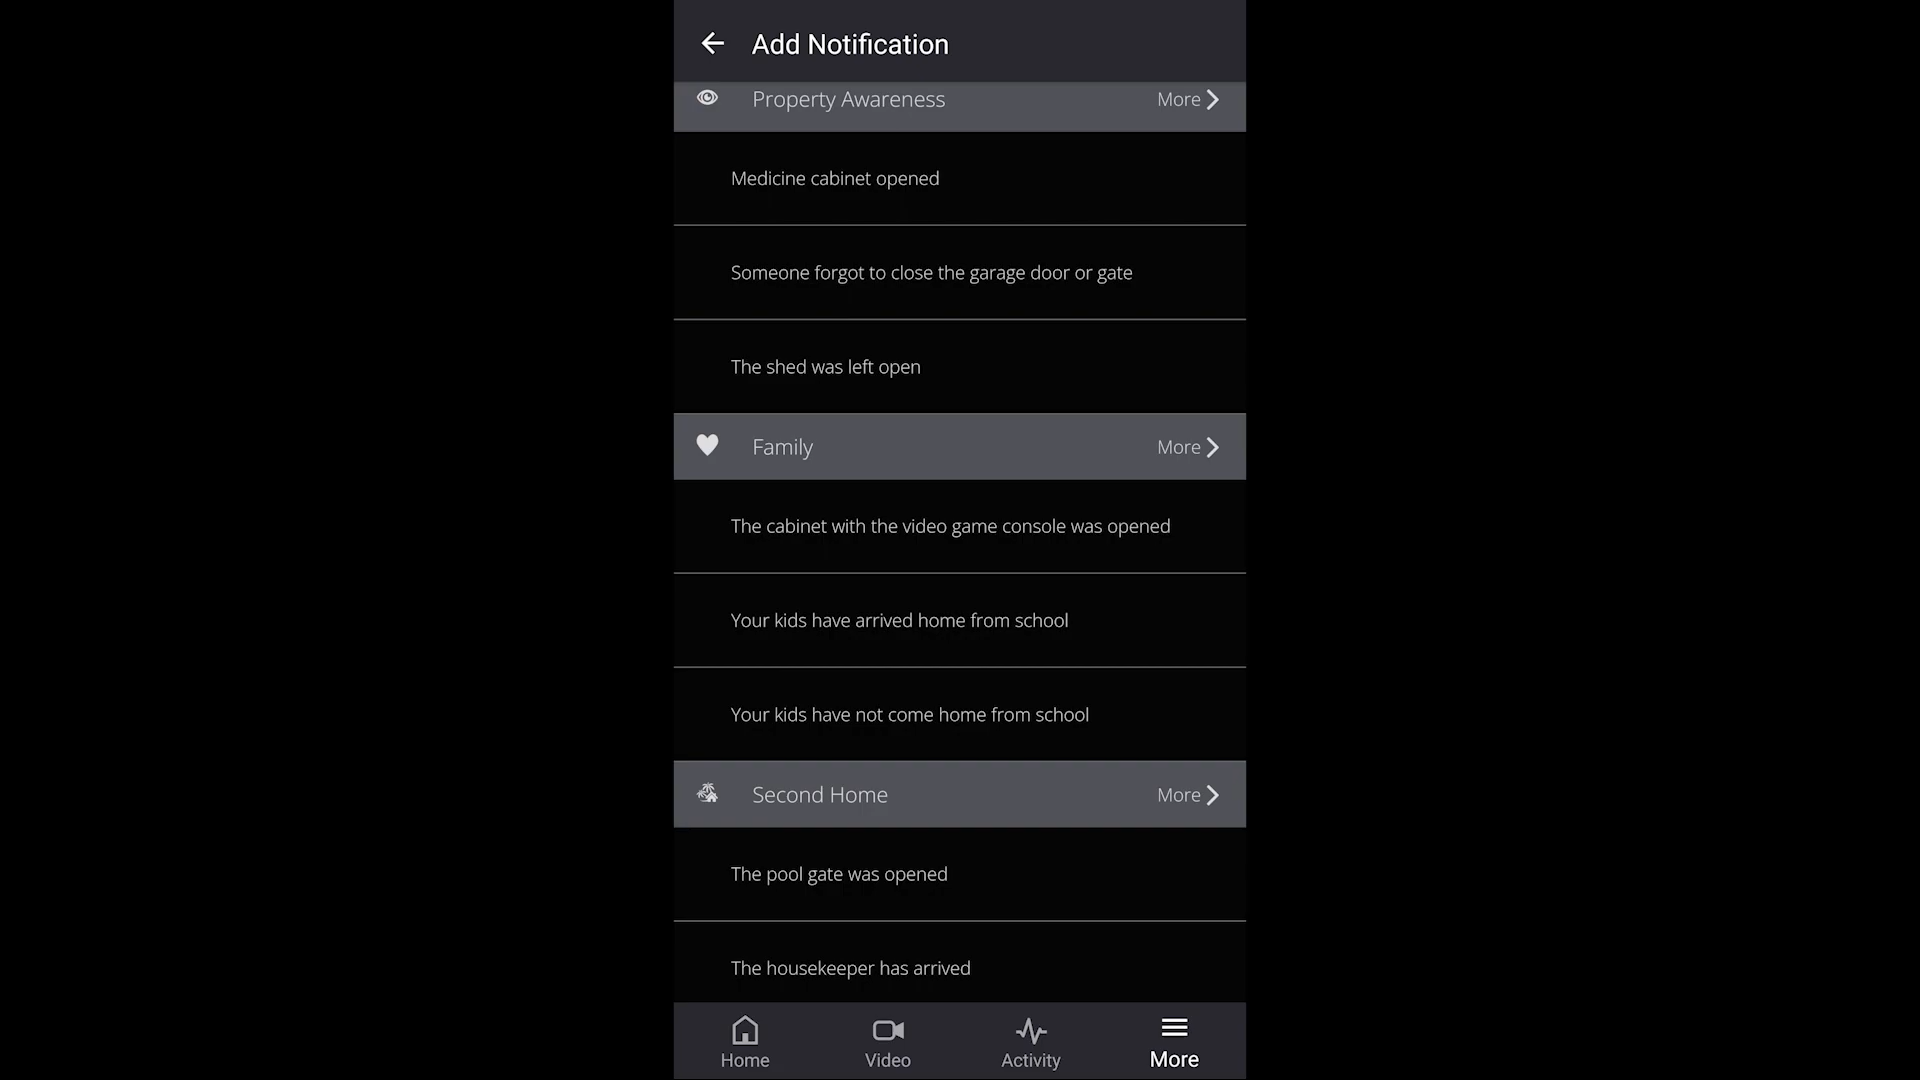 Add Notification
Property Awareness More
Medicine cabinet opened
Someone forgot to close the garage door or gate
The shed was left open
Family More
The cabinet with the video game console was opened
Your kids have arrived home from school
Your kids have not come home from school
Second Home More
The pool gate was opened
The housekeeper has arrived
Home Video Activity More